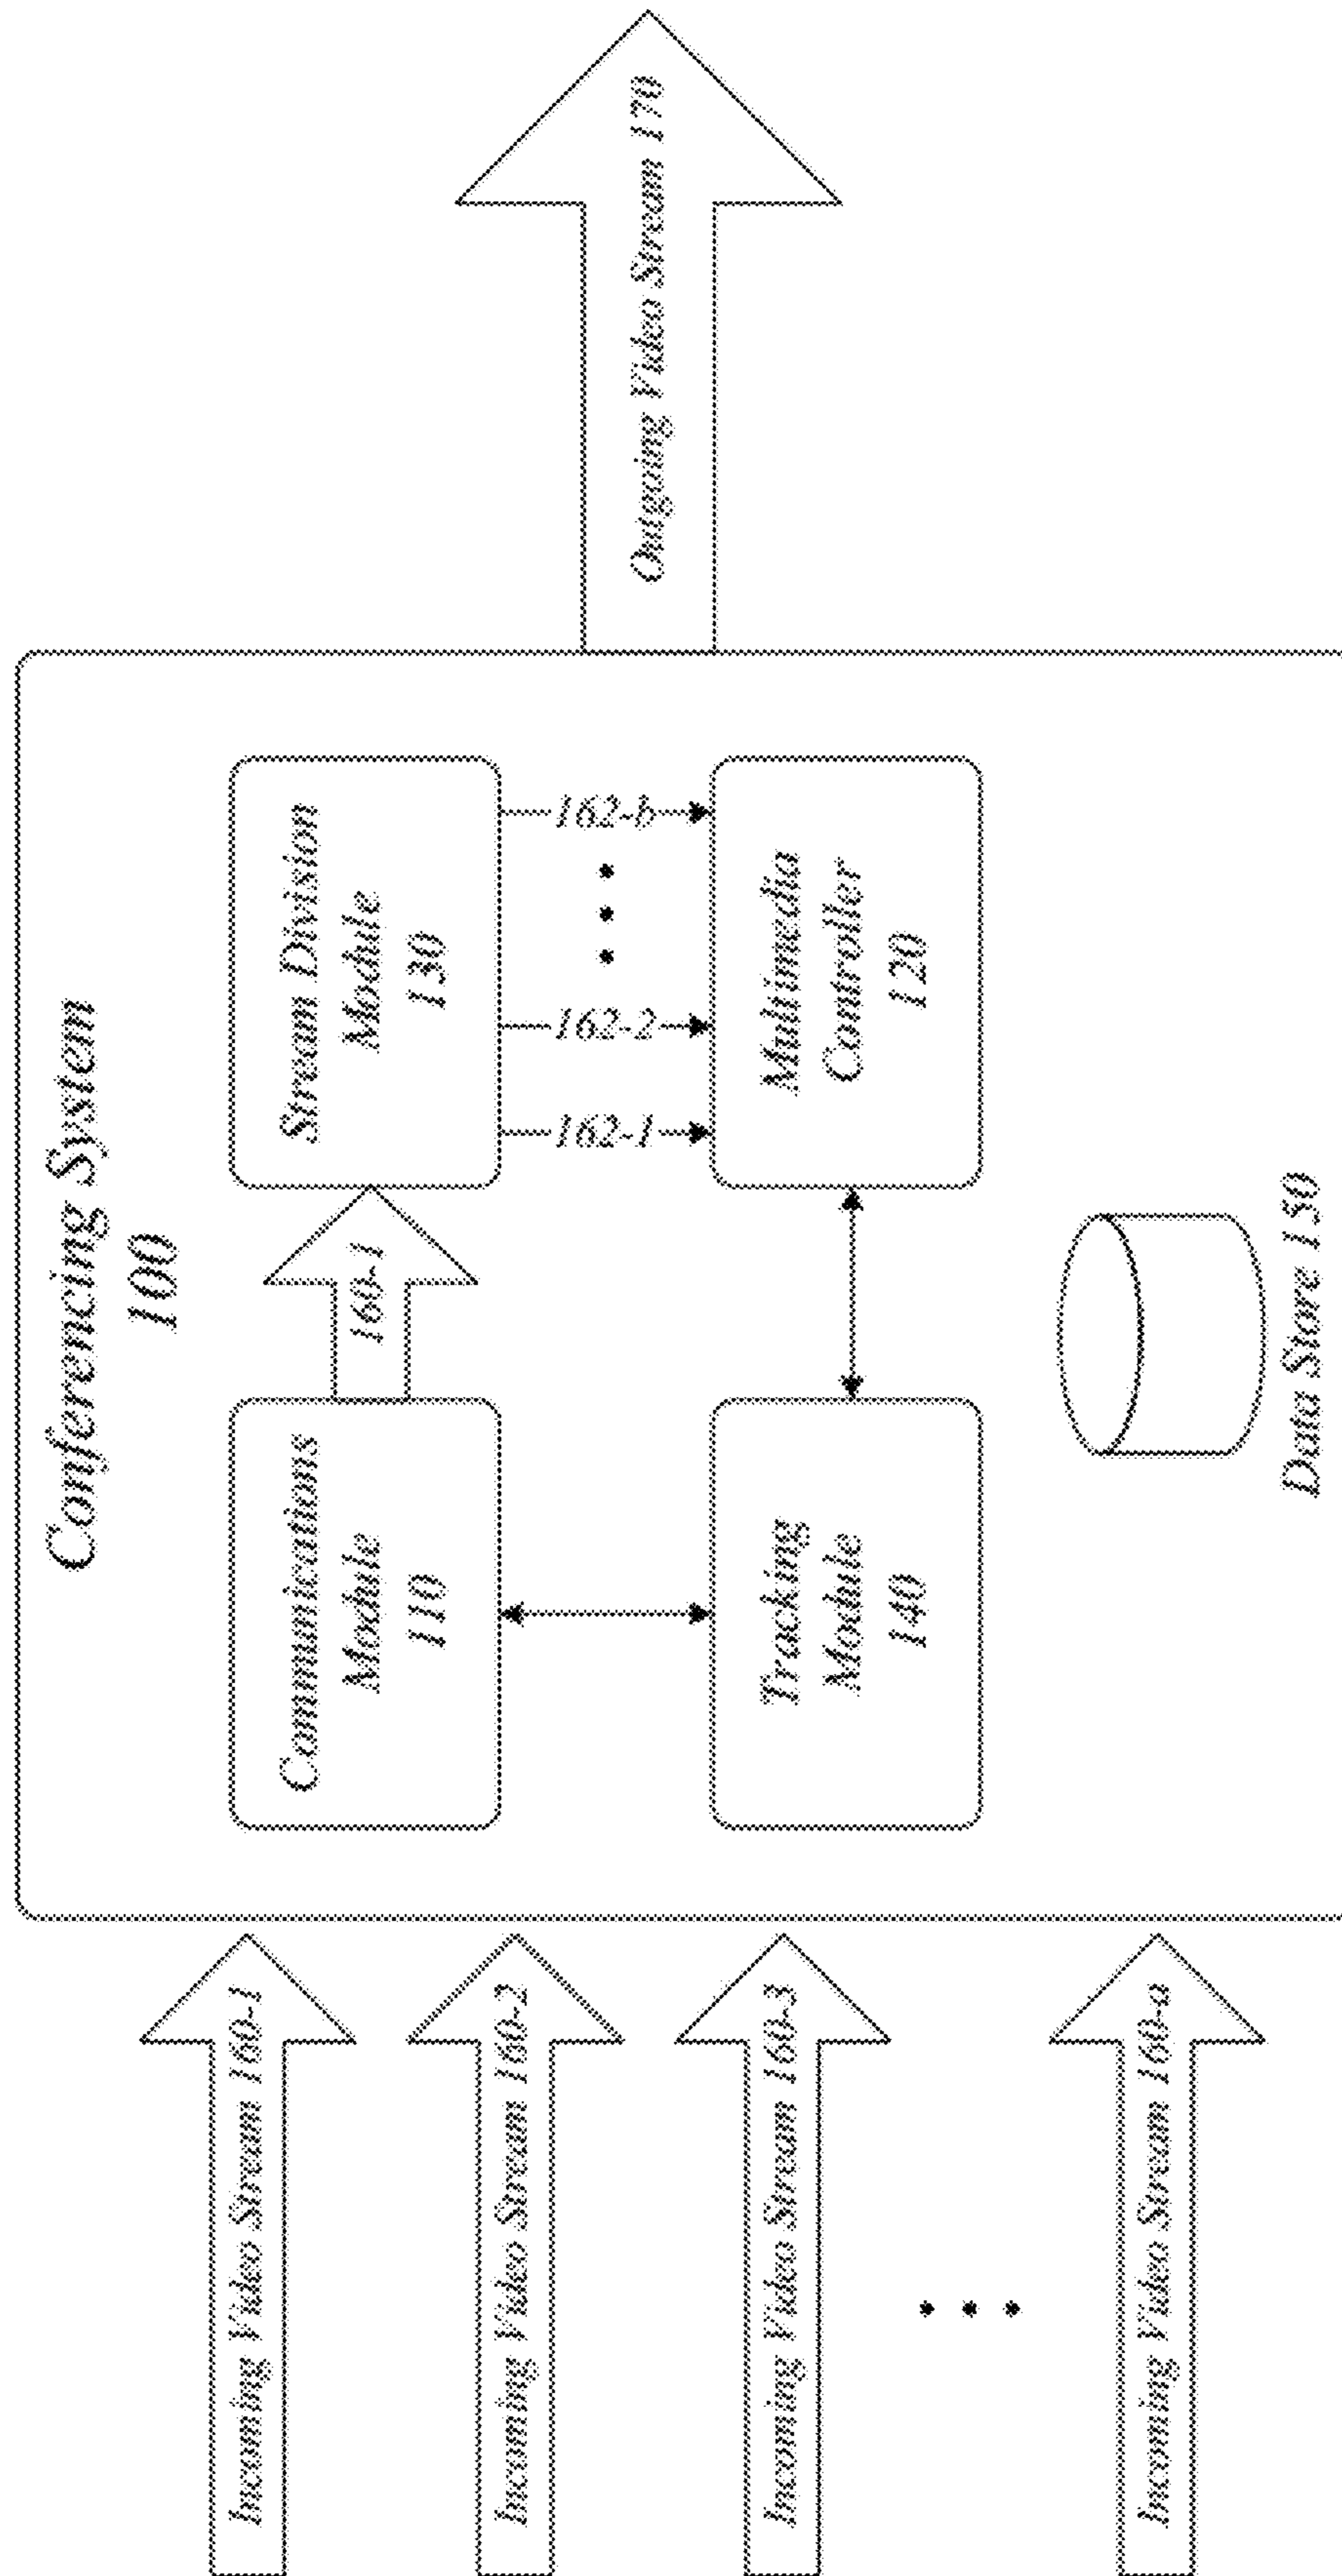 Conferencing System
100
Incoming Video Stream 160-1
Incoming Video Stream 160-2
Incoming Video Stream 160-3
Incoming Video Stream 160-a
Communications
Module
110
160-1
Stream Division
Module
130
162-1
162-2
162-b
Tracking
Module
140
Multimedia
Controller
120
Data Store 150
Outgoing Video Stream 170